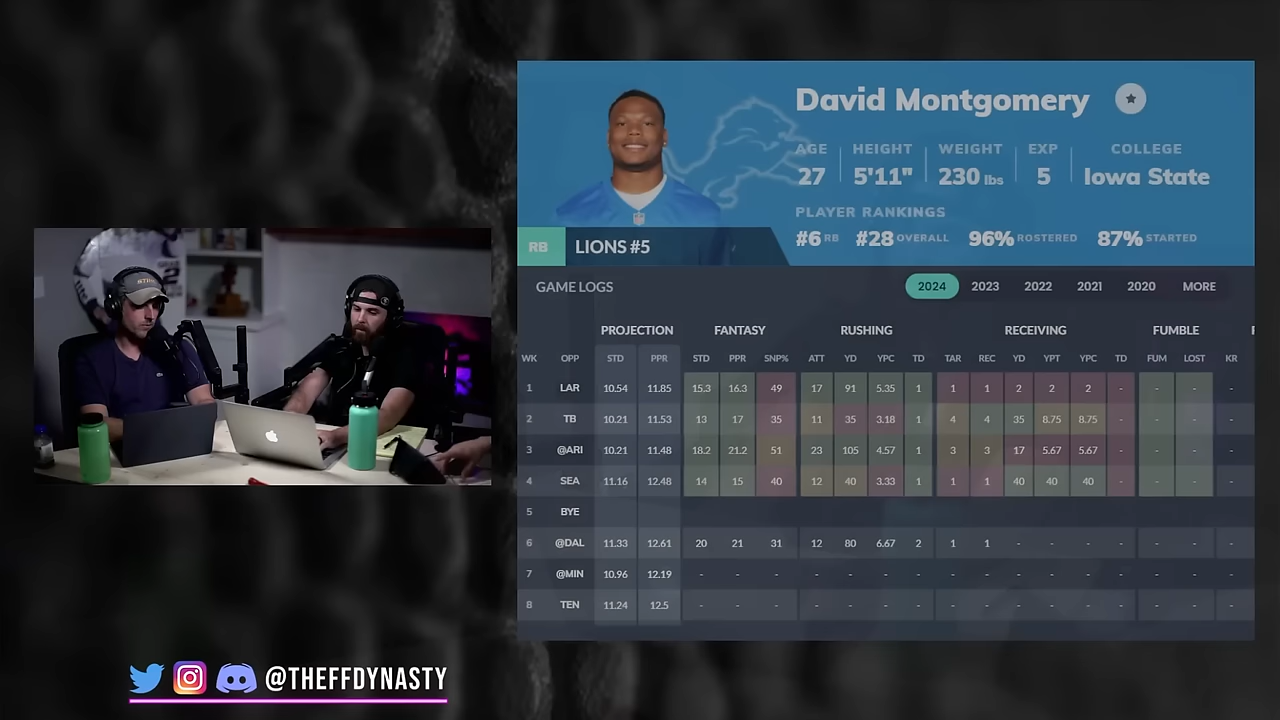 David Montgomery
AGE HEIGHT WEIGHT EXP COLLEGE
27 5'11" 230 lbs 5 Iowa State
PLAYER RANKINGS
#6 RB #28 OVERALL 96% ROSTERED 87% STARTED
RB LIONS #5
GAME LOGS 2024 2023 2022 2021 2020 MORE
PROJECTION FANTASY RUSHING RECEIVING FUMBLE
WK OPP STD PPR STD PPR SNP% ATT YD YPC TD TAR REC YD YPT YPC TD FUM LOST KR
1 LAR 10.54 11.85 15.3 16.3 49 17 91 5.35 1 1 1 2 2 2 - - - -
2 TB 10.21 11.53 13 17 35 11 35 3.18 1 4 4 35 8.75 8.75 - - - -
3 @ARI 10.21 11.48 18.2 21.2 51 23 105 4.57 1 3 3 17 5.67 5.67 - - - -
4 SEA 11.16 12.48 14 15 40 12 40 3.33 1 1 1 40 40 40 - - - -
5 BYE
6 @DAL 11.33 12.61 20 21 31 12 80 6.67 2 1 1 - - - - - - -
7 @MIN 10.96 12.19 - - - - - - - - - - - - - - - -
8 TEN 11.24 12.5 - - - - - - - - - - - - - - - -
@THEFFDYNASTY